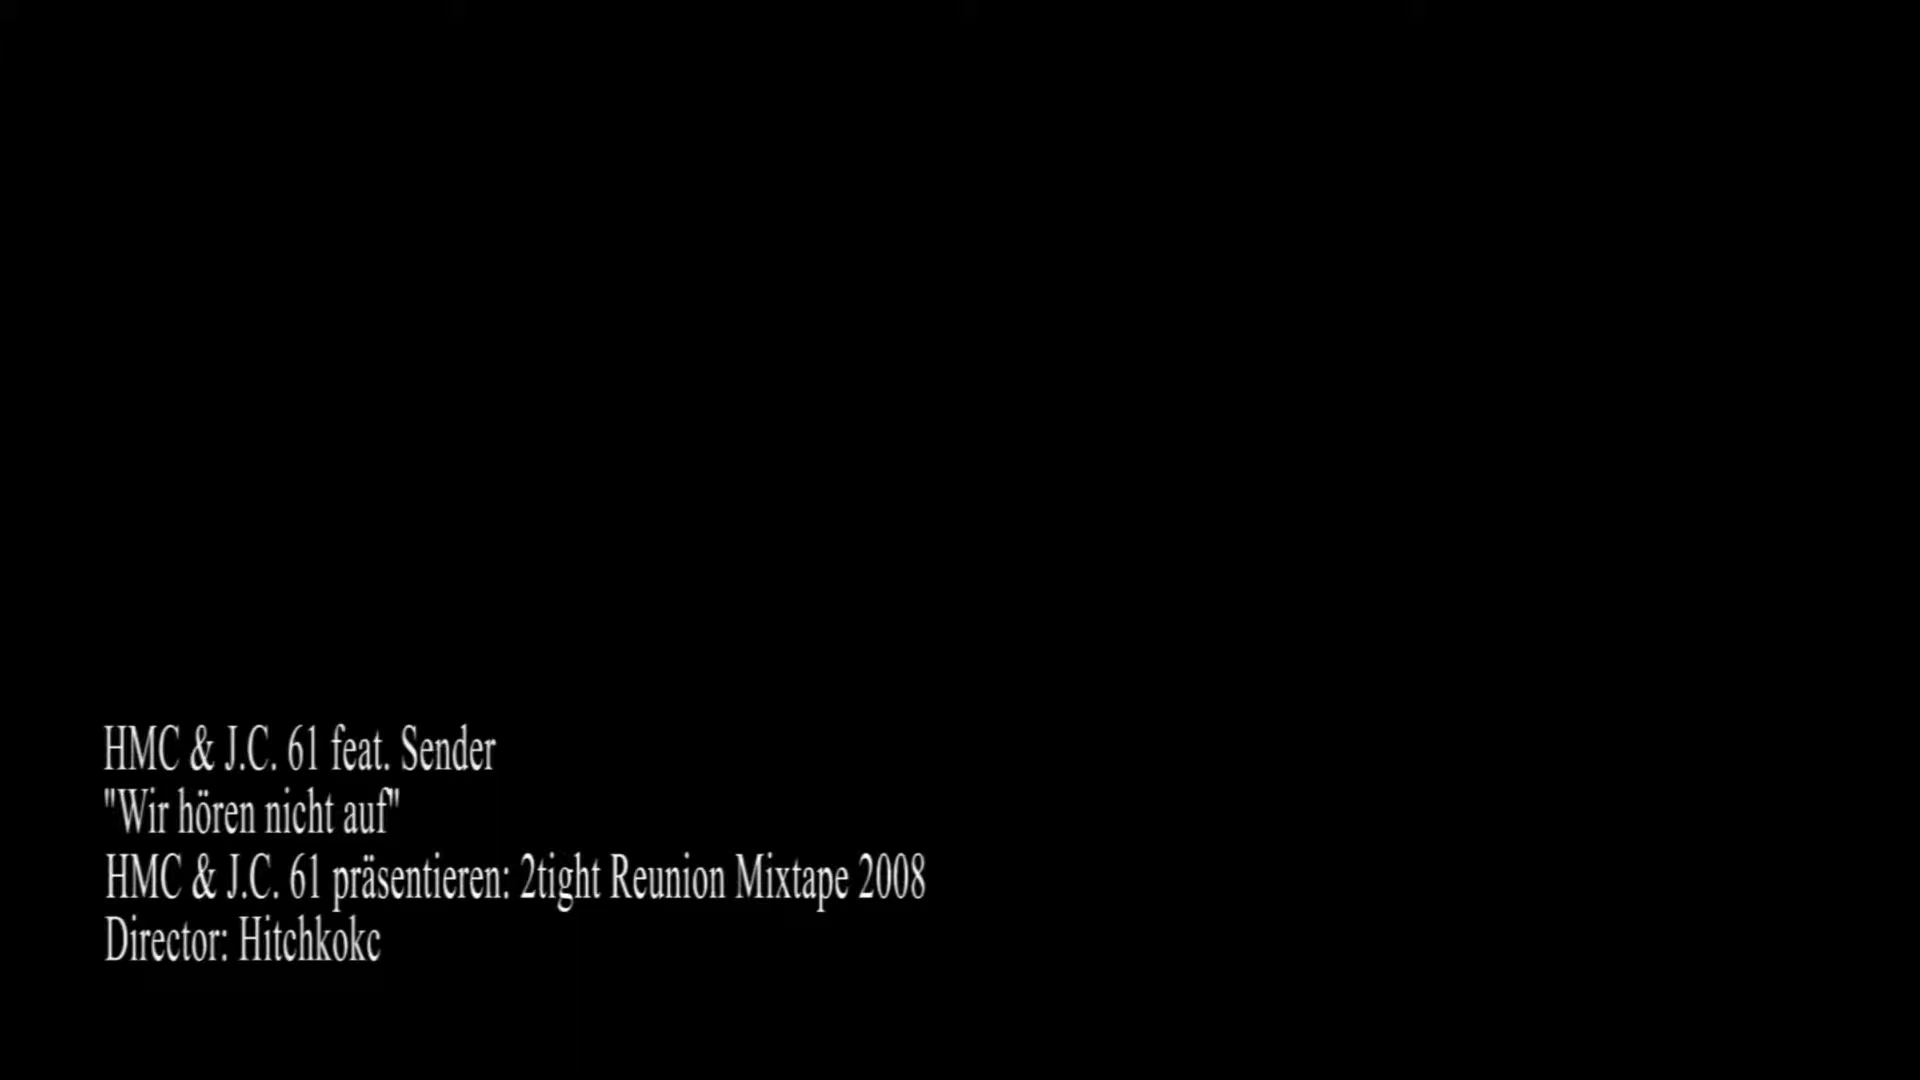 HMC & J.C. 61 feat. Sender
"Wir hören nicht auf"
HMC & J.C. 61 präsentieren: 2tight Reunion Mixtape 2008
Director: Hitchkokc